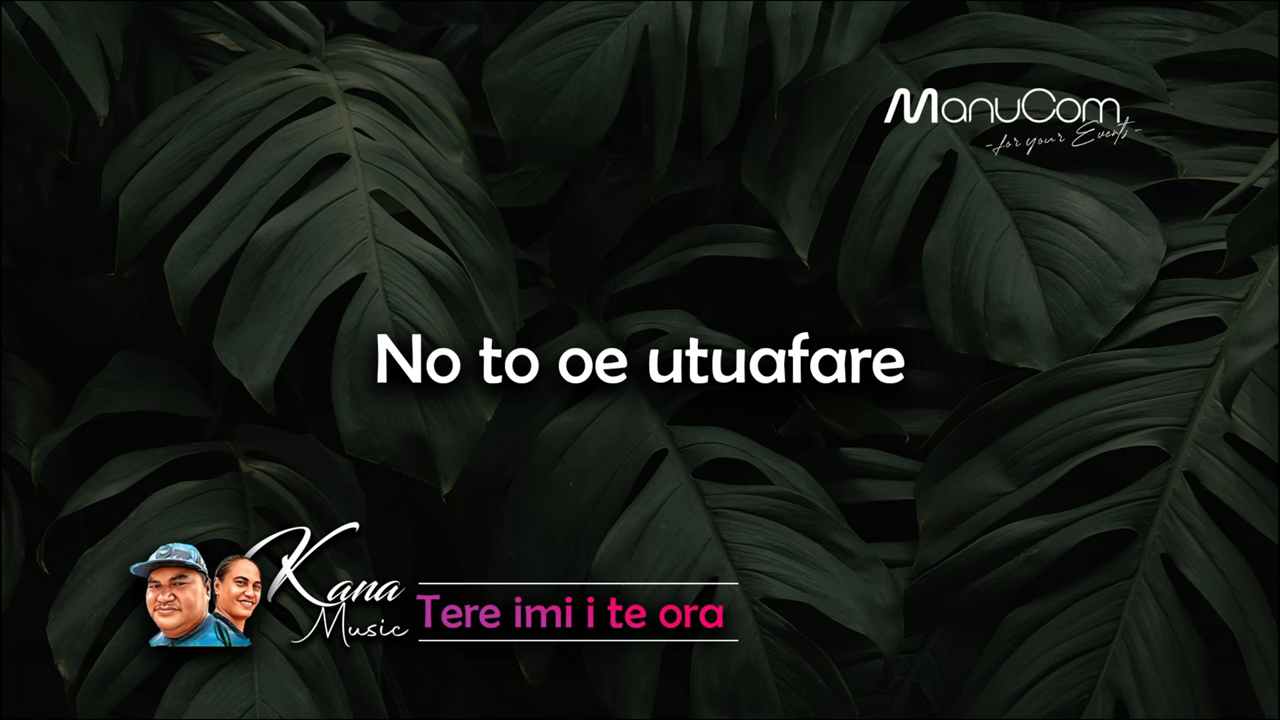 ManuCom
-for your Events-
No to oe utuafare
Kana
Music
Tere imi i te ora